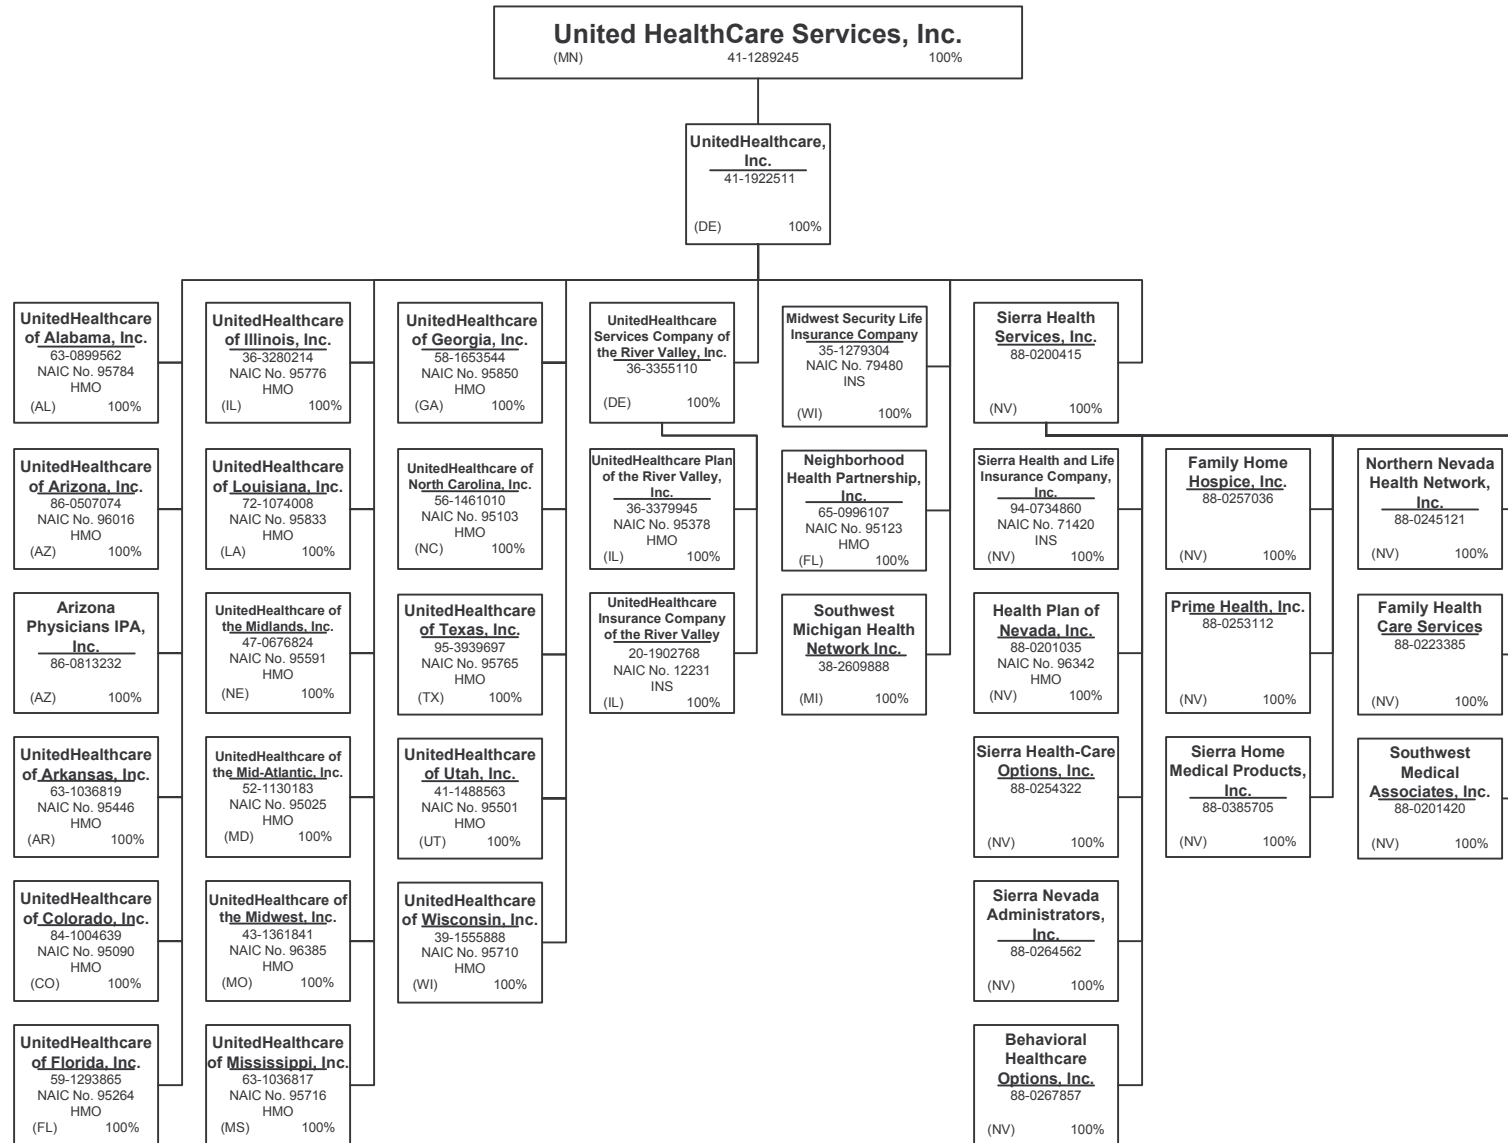 United HealthCare Services, Inc.
(MN) 41-1289245 100%
UnitedHealthcare,
Inc.
41-1922511
(DE) 100%
UnitedHealthcare
of Alabama, Inc.
63-0899562
NAIC No. 95784
HMO
(AL) 100%
UnitedHealthcare
of Illinois, Inc.
36-3280214
NAIC No. 95776
HMO
(IL) 100%
UnitedHealthcare
of Georgia, Inc.
58-1653544
NAIC No. 95850
HMO
(GA) 100%
UnitedHealthcare
Services Company of
the River Valley, Inc.
36-3355110
(DE) 100%
Midwest Security Life
Insurance Company
35-1279304
NAIC No. 79480
INS
(WI) 100%
Sierra Health
Services, Inc.
88-0200415
(NV) 100%
UnitedHealthcare
of Arizona, Inc.
86-0507074
NAIC No. 96016
HMO
(AZ) 100%
UnitedHealthcare
of Louisiana, Inc.
72-1074008
NAIC No. 95833
HMO
(LA) 100%
UnitedHealthcare of
North Carolina, Inc.
56-1461010
NAIC No. 95103
HMO
(NC) 100%
UnitedHealthcare Plan
of the River Valley,
Inc.
36-3379945
NAIC No. 95378
HMO
(IL) 100%
Neighborhood
Health Partnership,
Inc.
65-0996107
NAIC No. 95123
HMO
(FL) 100%
Sierra Health and Life
Insurance Company,
Inc.
94-0734860
NAIC No. 71420
INS
(NV) 100%
Family Home
Hospice, Inc.
88-0257036
(NV) 100%
Northern Nevada
Health Network,
Inc.
88-0245121
(NV) 100%
Arizona
Physicians IPA,
Inc.
86-0813232
(AZ) 100%
UnitedHealthcare of
the Midlands, Inc.
47-0676824
NAIC No. 95591
HMO
(NE) 100%
UnitedHealthcare
of Texas, Inc.
95-3939697
NAIC No. 95765
HMO
(TX) 100%
UnitedHealthcare
Insurance Company
of the River Valley
20-1902768
NAIC No. 12231
INS
(IL) 100%
Southwest
Michigan Health
Network Inc.
38-2609888
(MI) 100%
Health Plan of
Nevada, Inc.
88-0201035
NAIC No. 96342
HMO
(NV) 100%
Prime Health, Inc.
88-0253112
(NV) 100%
Family Health
Care Services
88-0223385
(NV) 100%
UnitedHealthcare
of Arkansas, Inc.
63-1036819
NAIC No. 95446
HMO
(AR) 100%
UnitedHealthcare of
the Mid-Atlantic, Inc.
52-1130183
NAIC No. 95025
HMO
(MD) 100%
UnitedHealthcare
of Utah, Inc.
41-1488563
NAIC No. 95501
HMO
(UT) 100%
Sierra Health-Care
Options, Inc.
88-0254322
(NV) 100%
Sierra Home
Medical Products,
Inc.
88-0385705
(NV) 100%
Southwest
Medical
Associates, Inc.
88-0201420
(NV) 100%
UnitedHealthcare
of Colorado, Inc.
84-1004639
NAIC No. 95090
HMO
(CO) 100%
UnitedHealthcare of
the Midwest, Inc.
43-1361841
NAIC No. 96385
HMO
(MO) 100%
UnitedHealthcare
of Wisconsin, Inc.
39-1555888
NAIC No. 95710
HMO
(WI) 100%
Sierra Nevada
Administrators,
Inc.
88-0264562
(NV) 100%
UnitedHealthcare
of Florida, Inc.
59-1293865
NAIC No. 95264
HMO
(FL) 100%
UnitedHealthcare
of Mississippi, Inc.
63-1036817
NAIC No. 95716
HMO
(MS) 100%
Behavioral
Healthcare
Options, Inc.
88-0267857
(NV) 100%